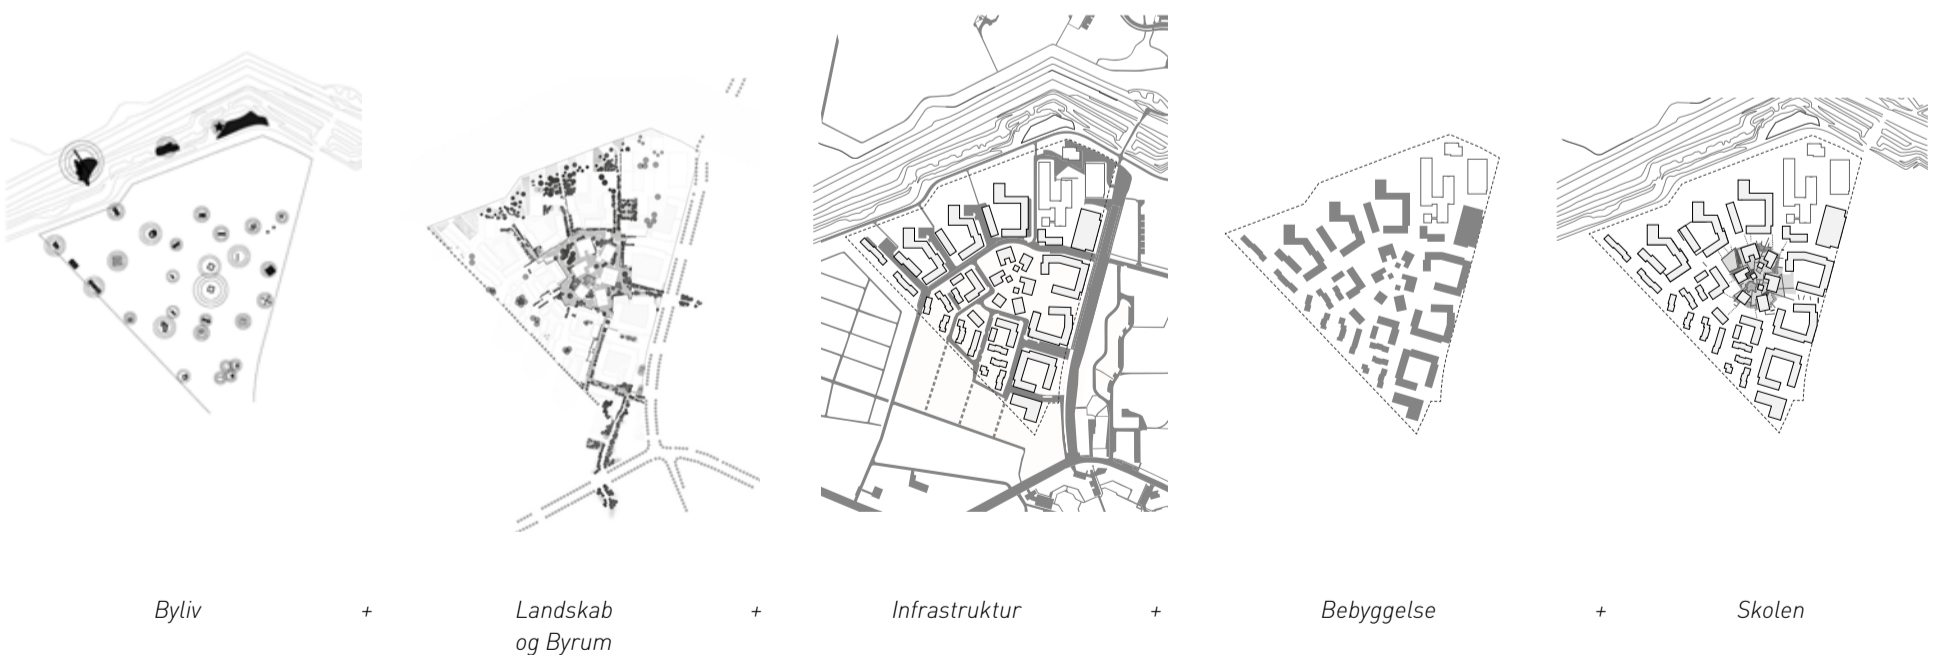 Byliv + Landskab + Infrastruktur + Bebyggelse + Skolen
og Byrum